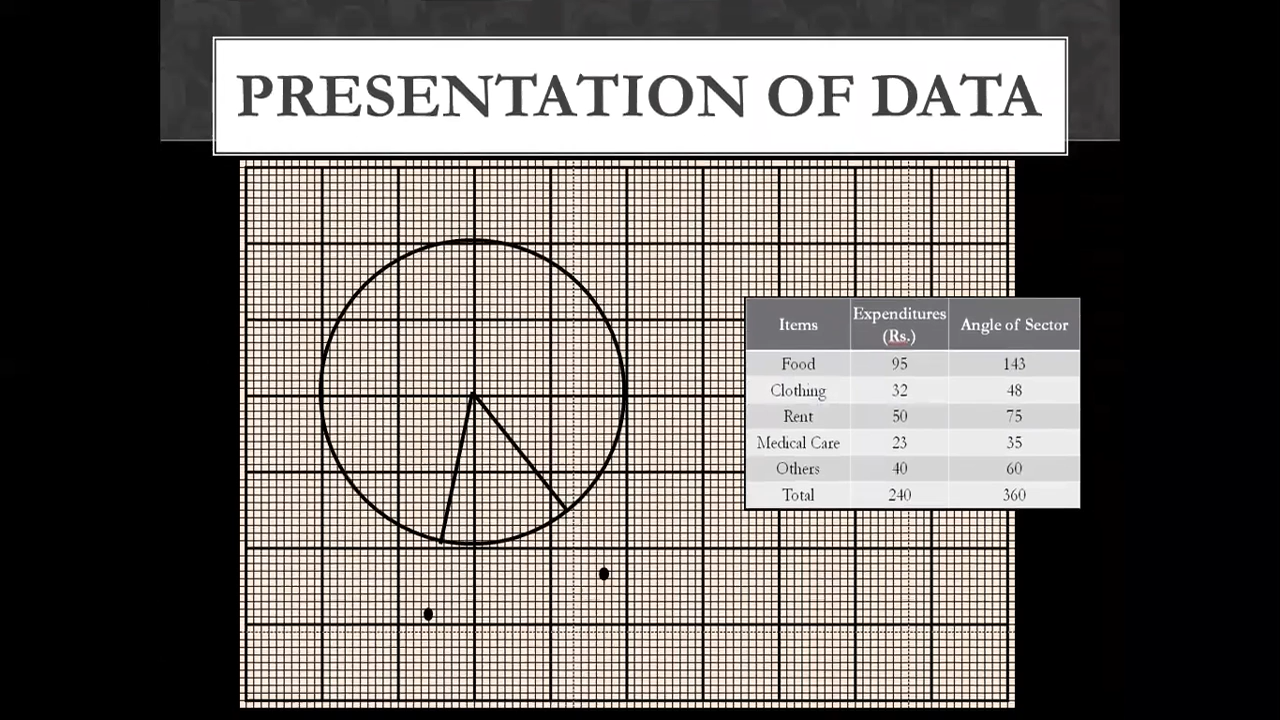 PRESENTATION OF DATA
Items Expenditures (Rs.) Angle of Sector
Food 95 143
Clothing 32 48
Rent 50 75
Medical Care 23 35
Others 40 60
Total 240 360